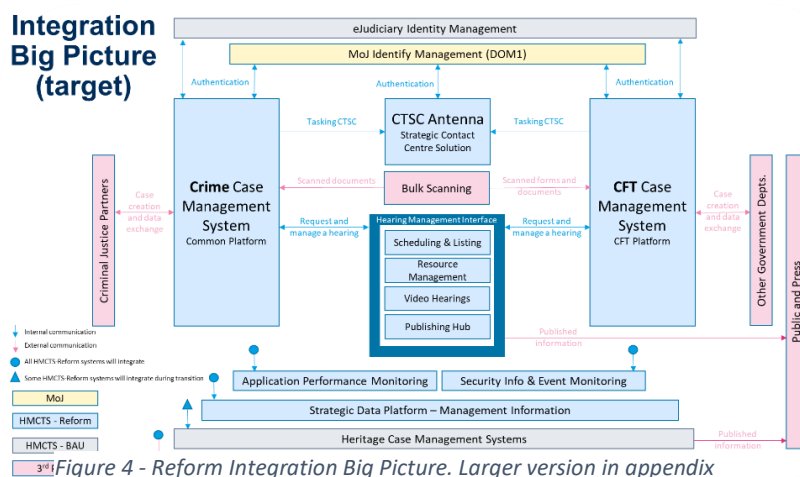 Integration
Big Picture
(target)
eJudiciary Identity Management
MoJ Identify Management (DOM1)
Authentication
Authentication
Authentication
Tasking CTSC
CTSC Antenna
Strategic Contact
Centre Solution
Tasking CTSC
Crime Case
Management
System
Common Platform
CFT Case
Management
System
CFT Platform
Scanned documents
Bulk Scanning
Scanned forms and
documents
Criminal Justice Partners
Case
creation
and data
exchange
Request and
manage a hearing
Hearing Management Interface
Scheduling & Listing
Resource
Management
Video Hearings
Publishing Hub
Request and
manage a hearing
Case
creation
and data
exchange
Other Government Depts.
Public and Press
Published
information
Internal communication
External communication
All HMCTS-Reform systems will integrate
Some HMCTS-Reform systems will integrate during transition
MoJ
HMCTS - Reform
HMCTS - BAU
3rd
Application Performance Monitoring
Security Info & Event Monitoring
Strategic Data Platform – Management Information
Heritage Case Management Systems
Published
information
Figure 4 - Reform Integration Big Picture. Larger version in appendix